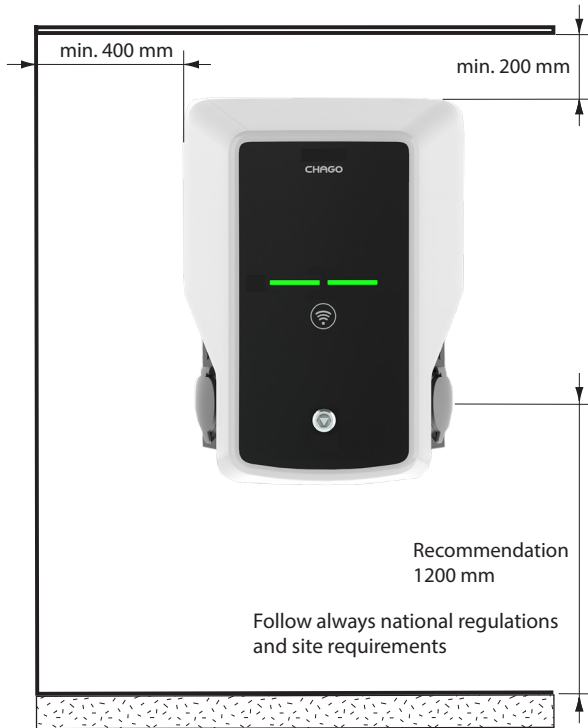 min. 400 mm
min. 200 mm
CHAGO
Recommendation
1200 mm
Follow always national regulations
and site requirements